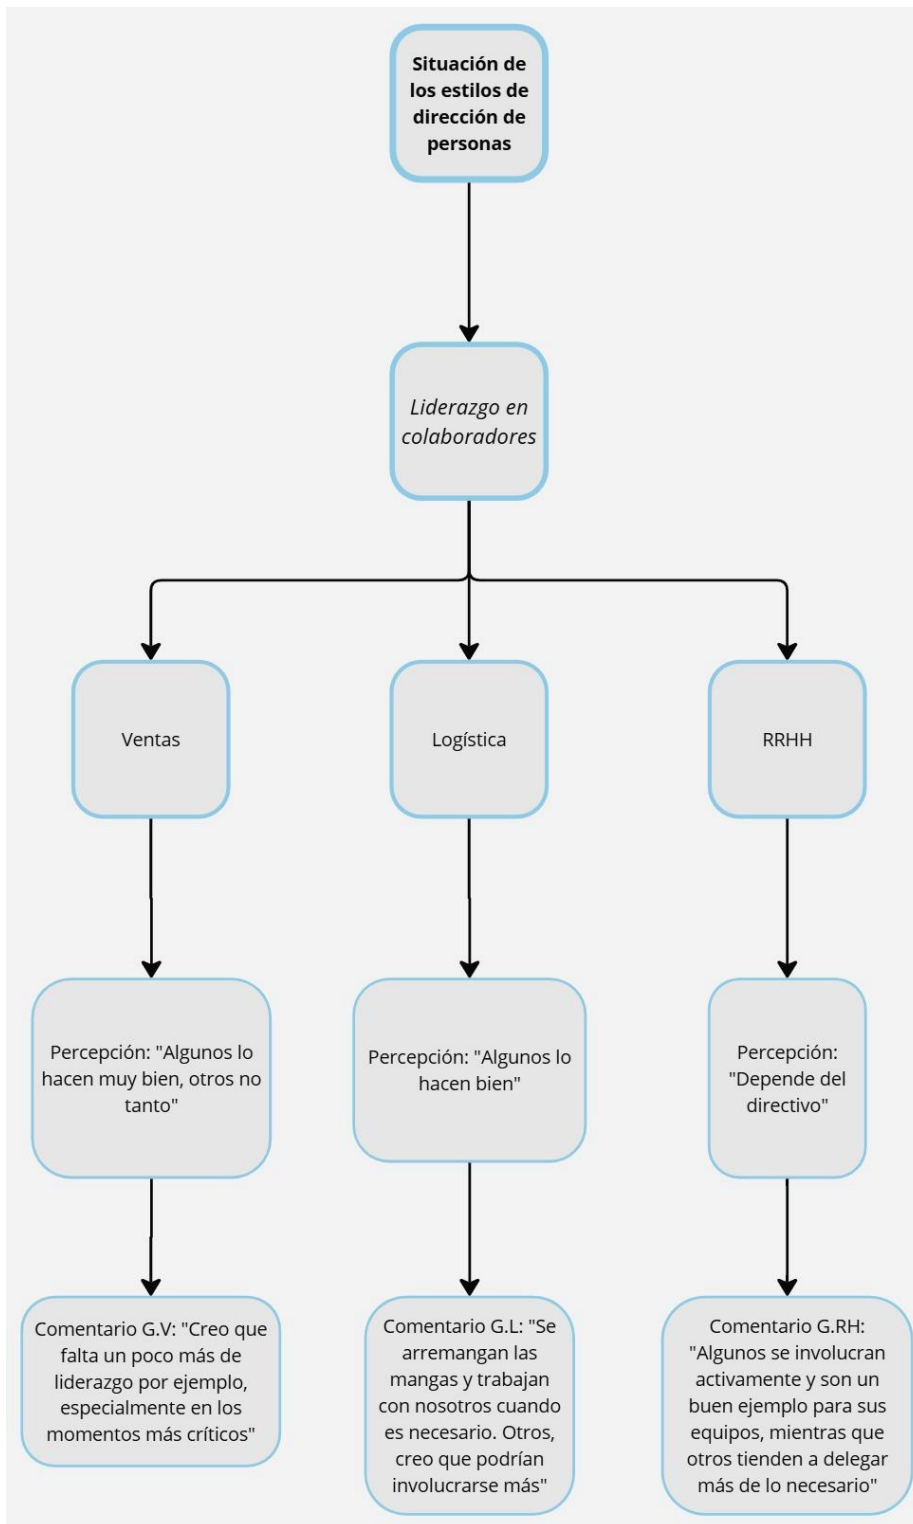 Situación de
los estilos de
dirección de
personas
Liderazgo en
colaboradores
Ventas
Logística
RRHH
Percepción: "Algunos lo
hacen muy bien, otros no
tanto"
Percepción: "Algunos lo
hacen bien"
Percepción:
"Depende del
directivo"
Comentario G.V: "Creo que
falta un poco más de
liderazgo por ejemplo,
especialmente en los
momentos más críticos"
Comentario G.L: "Se
arremangan las
mangas y trabajan
con nosotros cuando
es necesario. Otros,
creo que podrían
involucrarse más"
Comentario G.RH:
"Algunos se involucran
activamente y son un
buen ejemplo para sus
equipos, mientras que
otros tienden a delegar
más de lo necesario"